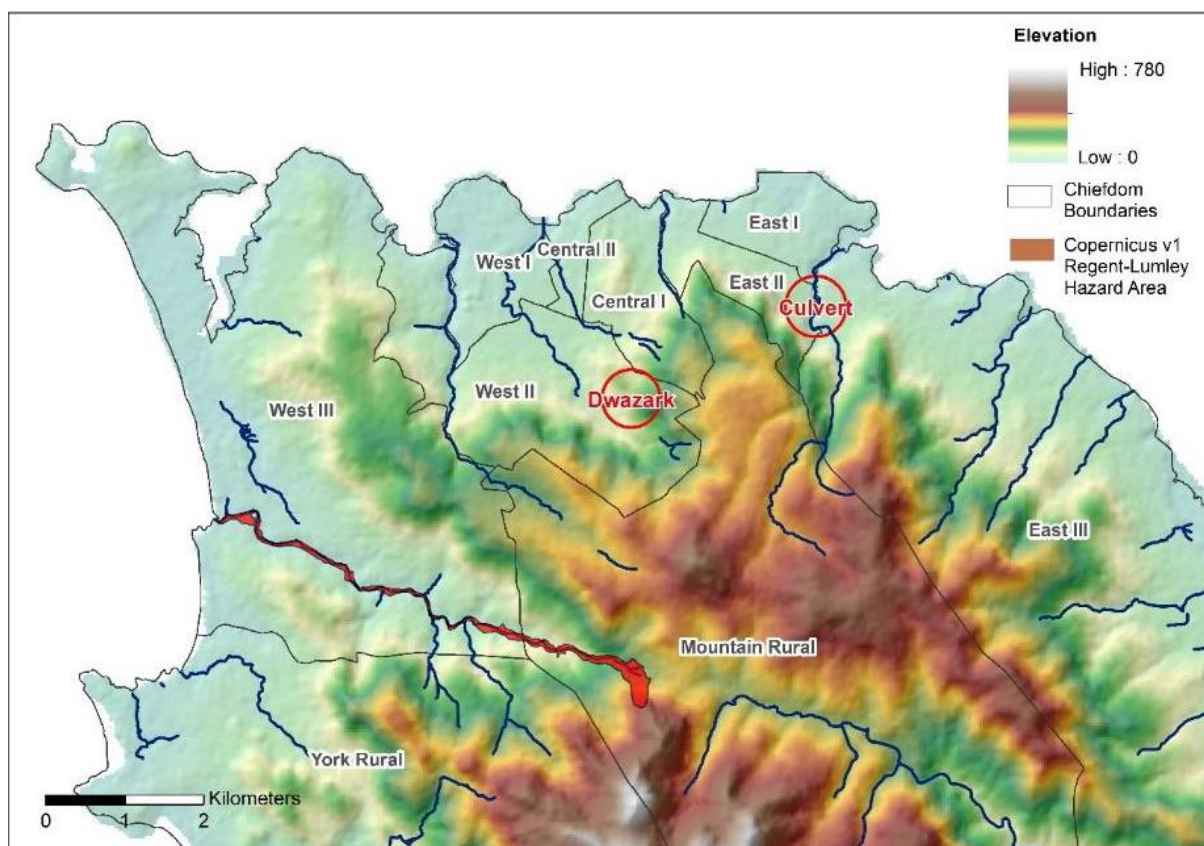 Elevation
High : 780
Low : 0
Chiefdom
Boundaries
Copernicus v1
Regent-Lumley
Hazard Area
East I
West I
Central II
East II
Central I
Culvert
West II
Dwazark
West III
East III
Mountain Rural
York Rural
Kilometers
0 1 2